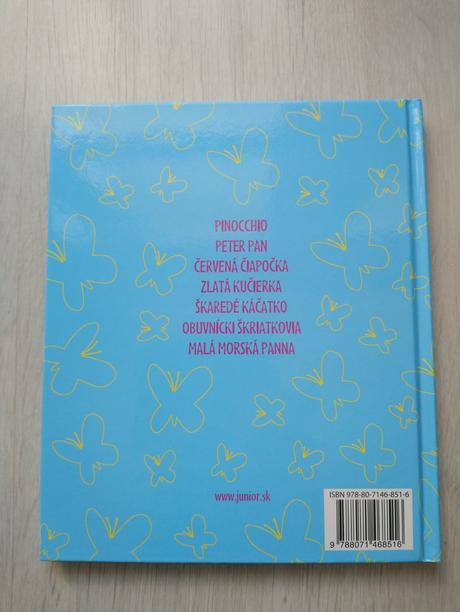 PINOCCHIO
PETER PAN
ČERVENÁ ČIAPOČKA
ZLATÁ KUČIERKA
ŠKAREDÉ KÁČATKO
OBUVNÍCKI ŠKRIATKOVIA
MALÁ MORSKÁ PANNA
www.junior.sk
ISBN 978-80-7146-851-6
9 788071 468516